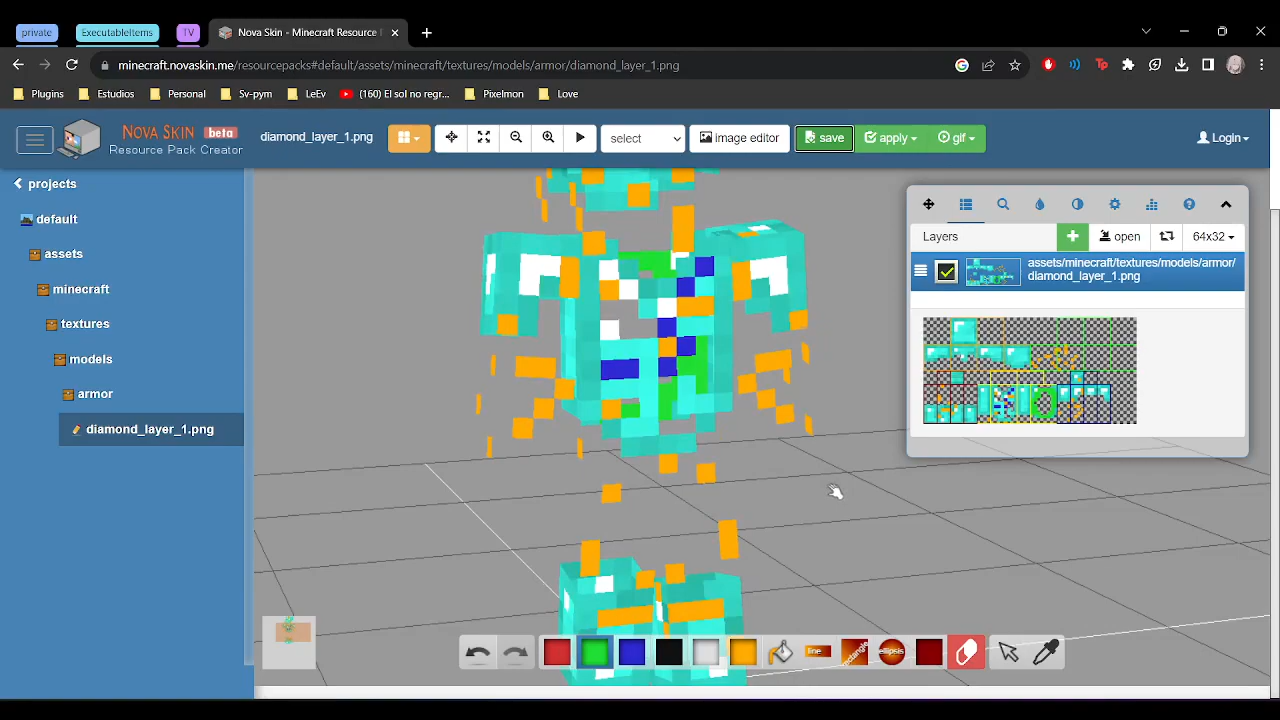 private
ExecutableItems
TV
Nova Skin - Minecraft Resource
minecraft.novaskin.me/resourcepacks#default/assets/minecraft/textures/models/armor/diamond_layer_1.png
Plugins
Estudios
Personal
Sv-pym
LeEv
(160) El sol no regr...
Pixelmon
Love
NOVA SKIN beta
Resource Pack Creator
diamond_layer_1.png
select
image editor
save
apply
gif
Login
projects
default
assets
minecraft
textures
models
armor
diamond_layer_1.png
Layers
open
64x32
assets/minecraft/textures/models/armor/
diamond_layer_1.png
line
rectangle
ellipsis